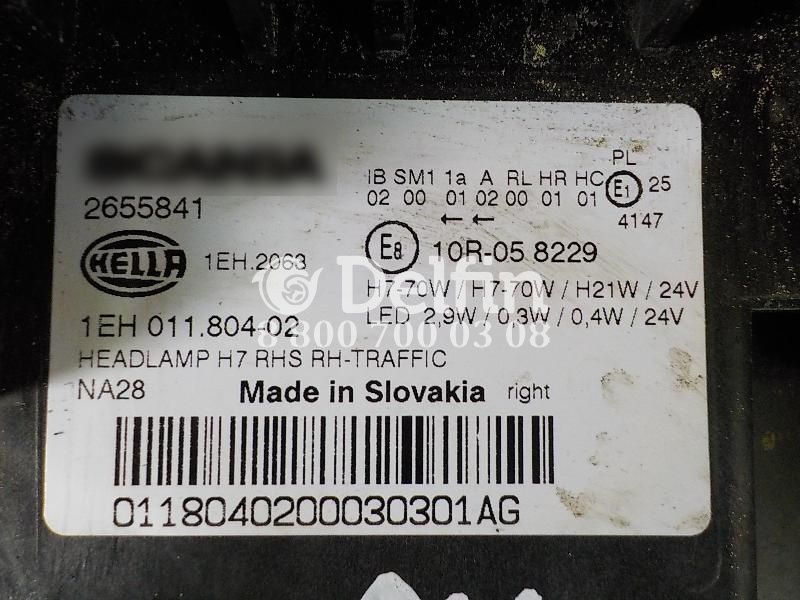 PL
IB SM1 1a A RL HR HC E1 25
02 00 01 02 00 01 01
2655841
←← 4147
HELLA 1EH.2063
E8 10R-05 8229
Delfin
H7-70W / H7-70W / H21W / 24V
1EH 011.804-02
LED 2,9W / 0,3W / 0,4W / 24V
8 800 700 03 08
HEADLAMP H7 RHS RH-TRAFFIC
NA28 Made in Slovakia right
0118040200030301AG